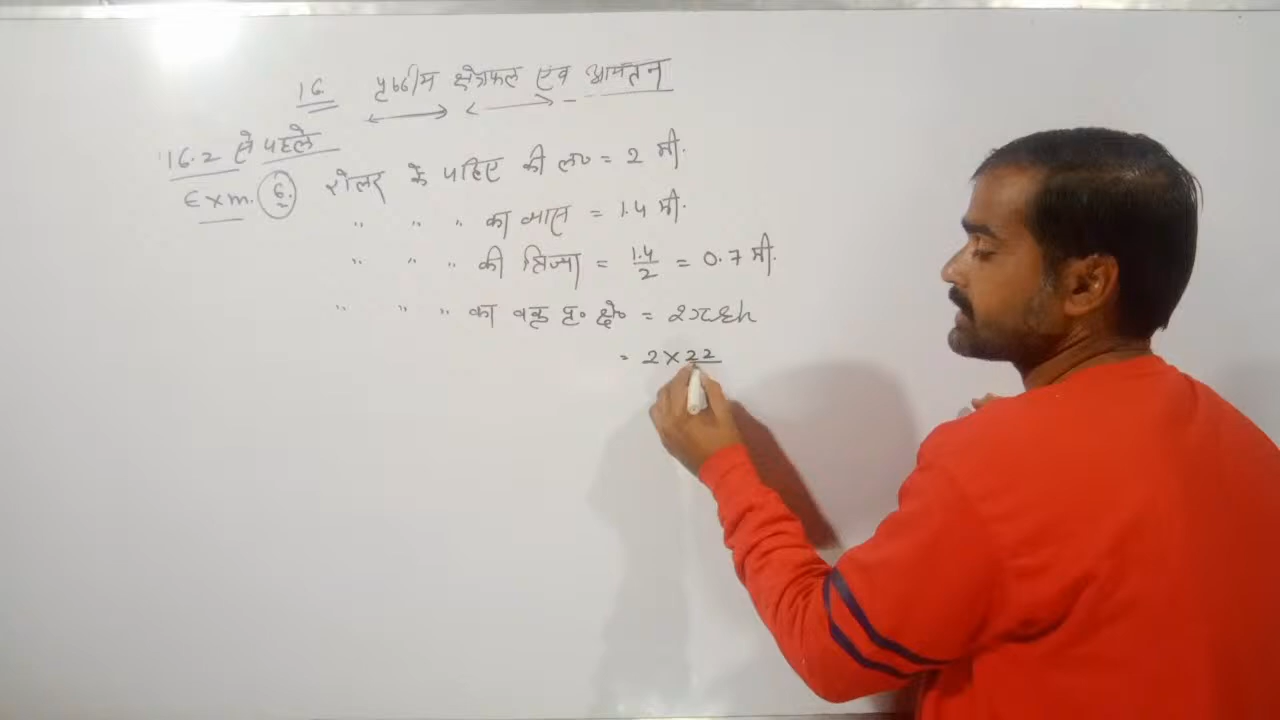 16. पृष्ठीय क्षेत्रफल एवं आयतन
16.2 से पहले
Exm. 6. रोलर के पहिए की ल० = 2 मी.
" " " का व्यास = 1.4 मी.
" " " की त्रिज्या = 1.4/2 = 0.7 मी.
" " " का वक्र पृ० क्षे० = 2πrh
= 2 × 22